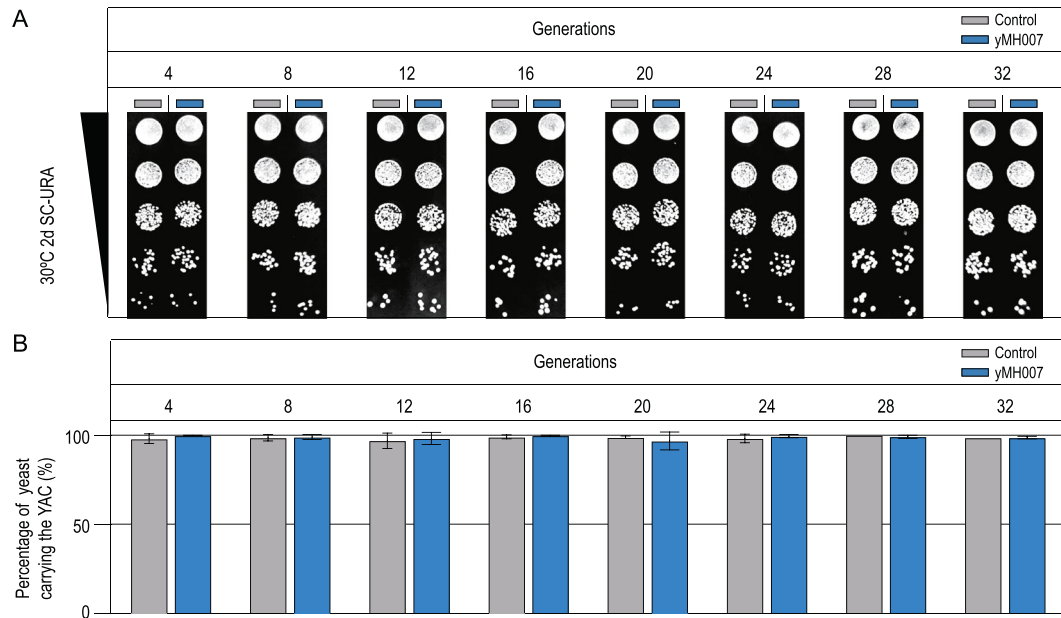 A
Generations
Control
yMH007
4 8 12 16 20 24 28 32
30ºC 2d SC-URA
B
Generations
Control
yMH007
4 8 12 16 20 24 28 32
Percentage of yeast
carrying the YAC (%)
100
50
0